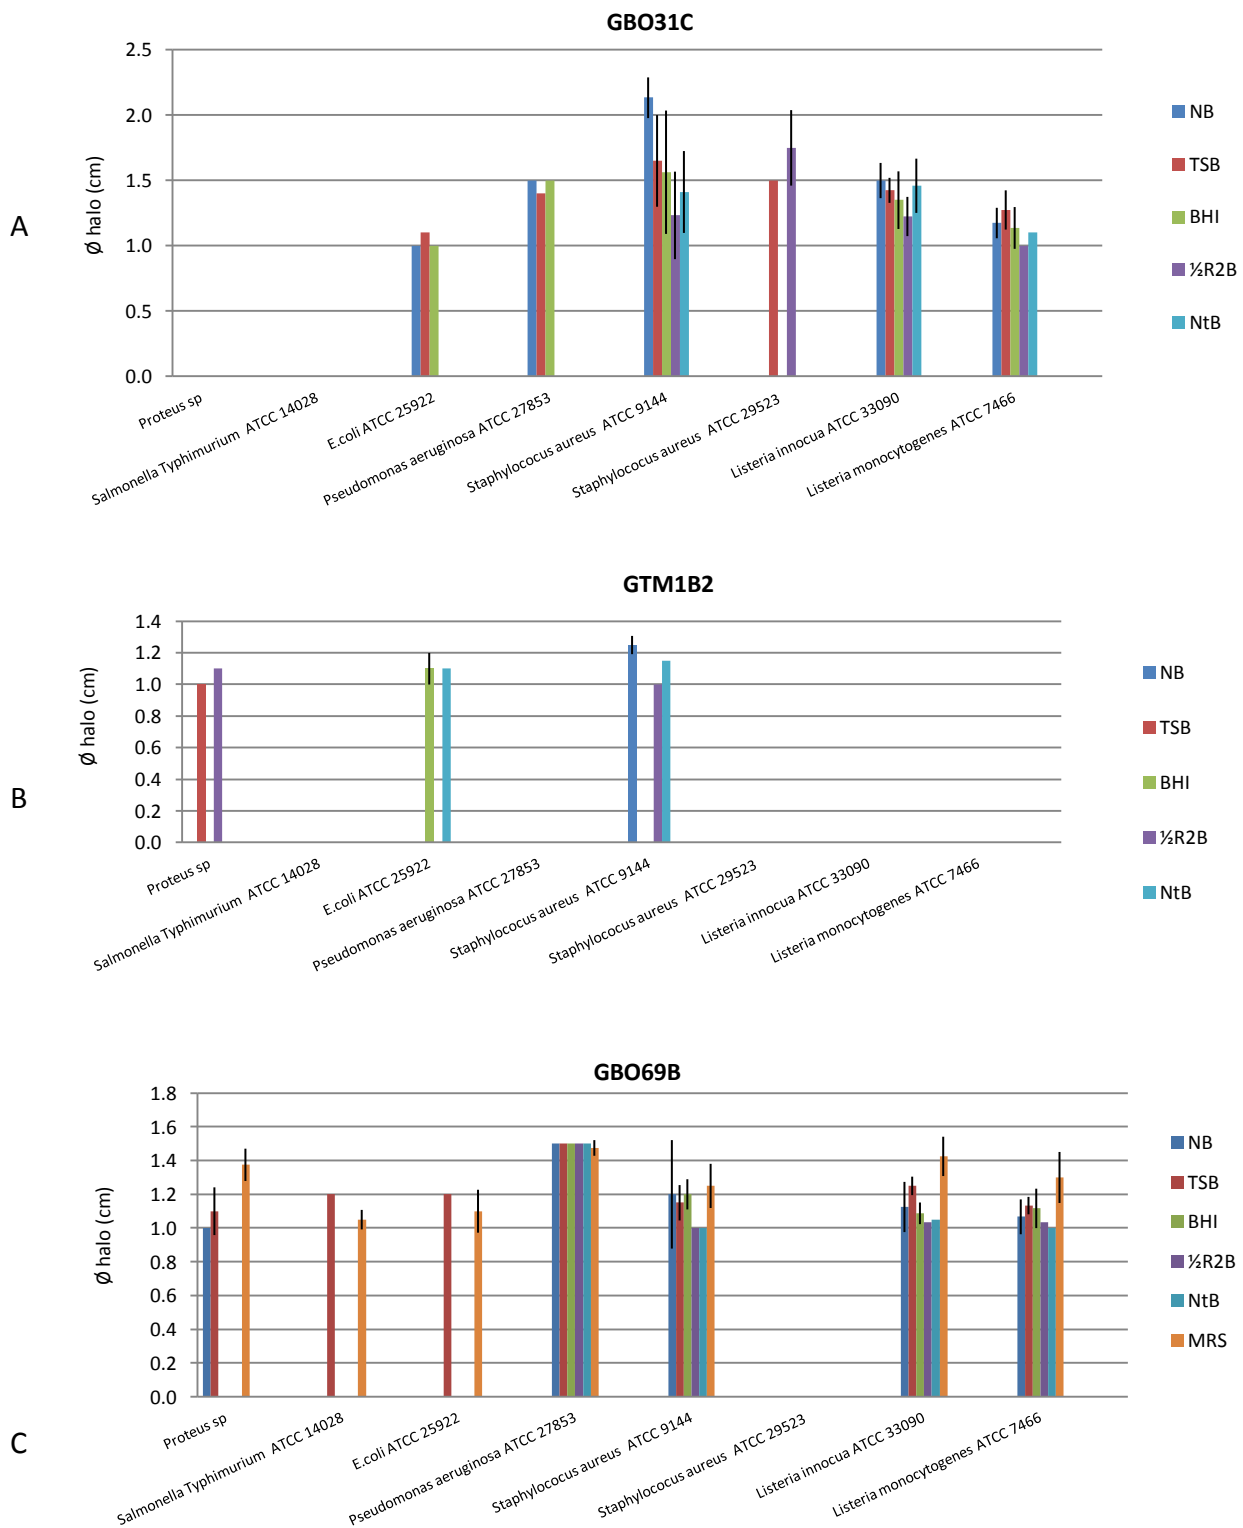 GBO31C
2.5
2.0
1.5
1.0
0.5
0.0
Ø halo (cm)
A
Proteus sp
Salmonella Typhimurium ATCC 14028
E.coli ATCC 25922
Pseudomonas aeruginosa ATCC 27853
Staphylococus aureus ATCC 9144
Staphylococus aureus ATCC 29523
Listeria innocua ATCC 33090
Listeria monocytogenes ATCC 7466
NB
TSB
BHI
½R2B
NtB
GTM1B2
1.4
1.2
1.0
0.8
0.6
0.4
0.2
0.0
Ø halo (cm)
B
Proteus sp
Salmonella Typhimurium ATCC 14028
E.coli ATCC 25922
Pseudomonas aeruginosa ATCC 27853
Staphylococus aureus ATCC 9144
Staphylococus aureus ATCC 29523
Listeria innocua ATCC 33090
Listeria monocytogenes ATCC 7466
NB
TSB
BHI
½R2B
NtB
GBO69B
1.8
1.6
1.4
1.2
1.0
0.8
0.6
0.4
0.2
0.0
Ø halo (cm)
C
Proteus sp
Salmonella Typhimurium ATCC 14028
E.coli ATCC 25922
Pseudomonas aeruginosa ATCC 27853
Staphylococus aureus ATCC 9144
Staphylococus aureus ATCC 29523
Listeria innocua ATCC 33090
Listeria monocytogenes ATCC 7466
NB
TSB
BHI
½R2B
NtB
MRS